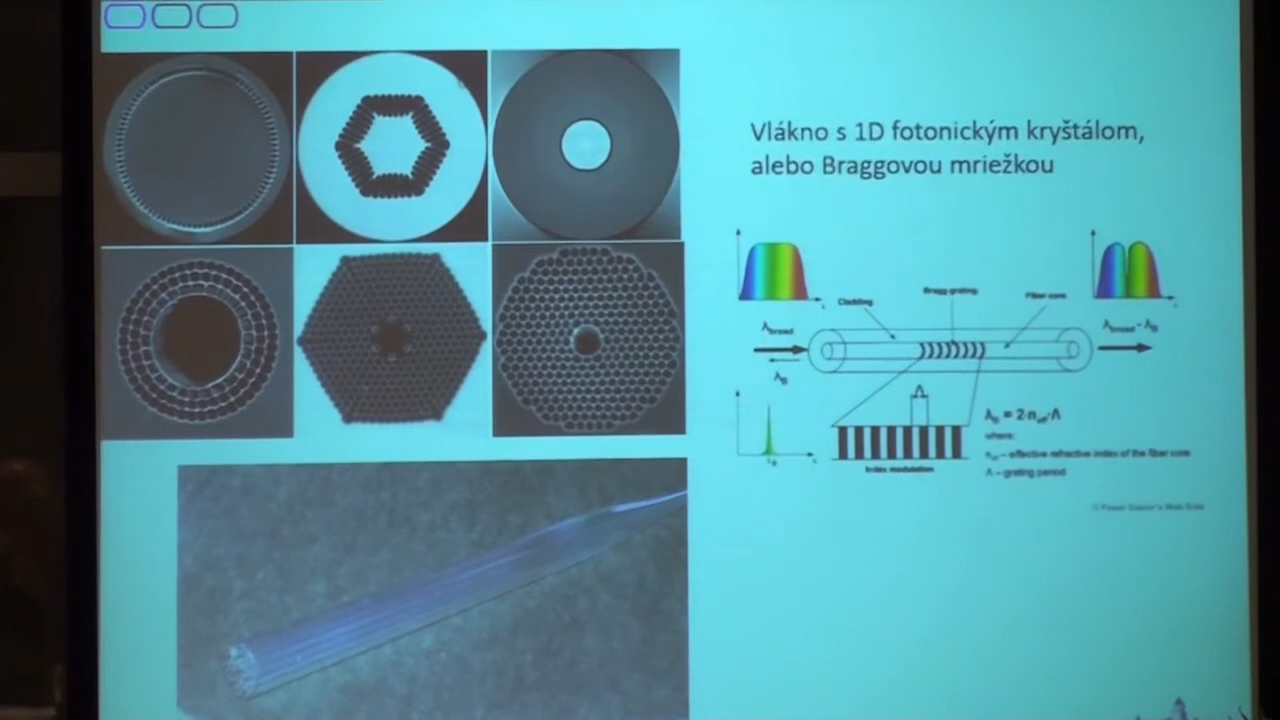 Vlákno s 1D fotonickým kryštálom,
alebo Braggovou mriežkou
Cladding
Bragg grating
Fiber core
λbroad
λbroad - λB
λB
Λ
λB = 2·neff·Λ
where:
neff – effective refractive index of the fiber core
Λ – grating period
Index modulation